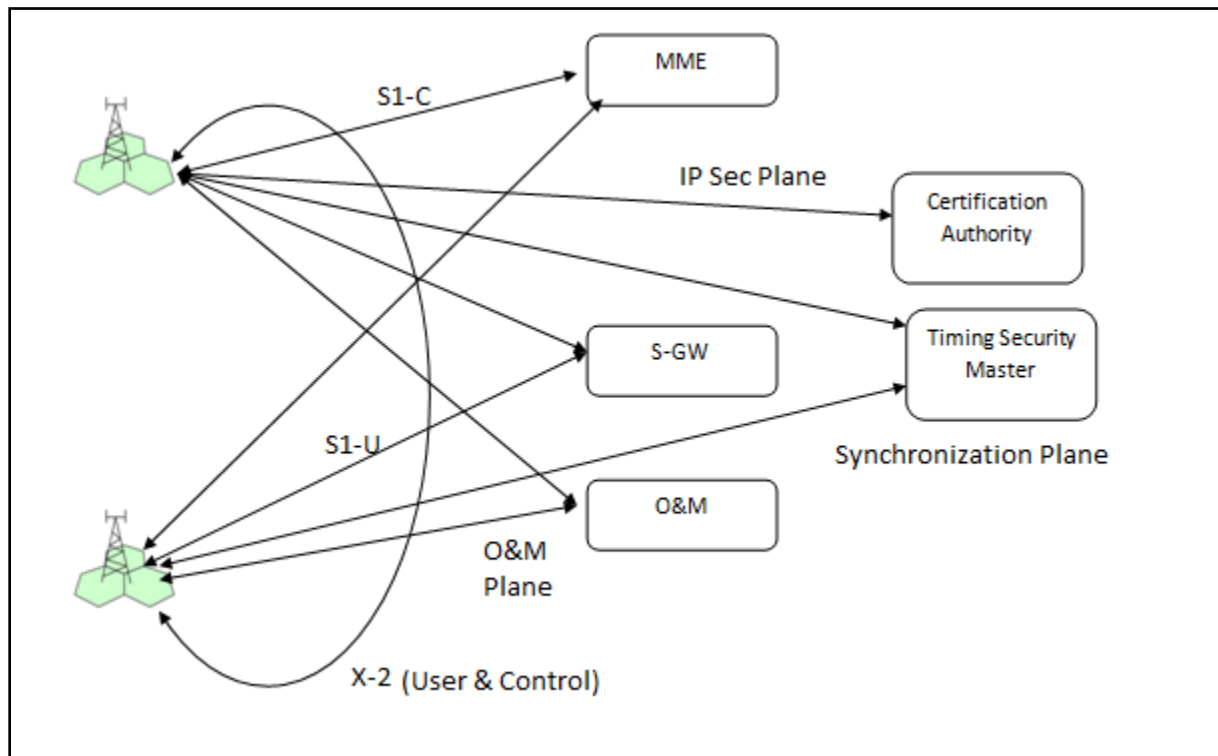 MME
S1-C
IP Sec Plane
Certification
Authority
Timing Security
Master
S-GW
S1-U
Synchronization Plane
O&M
O&M
Plane
X-2 (User & Control)